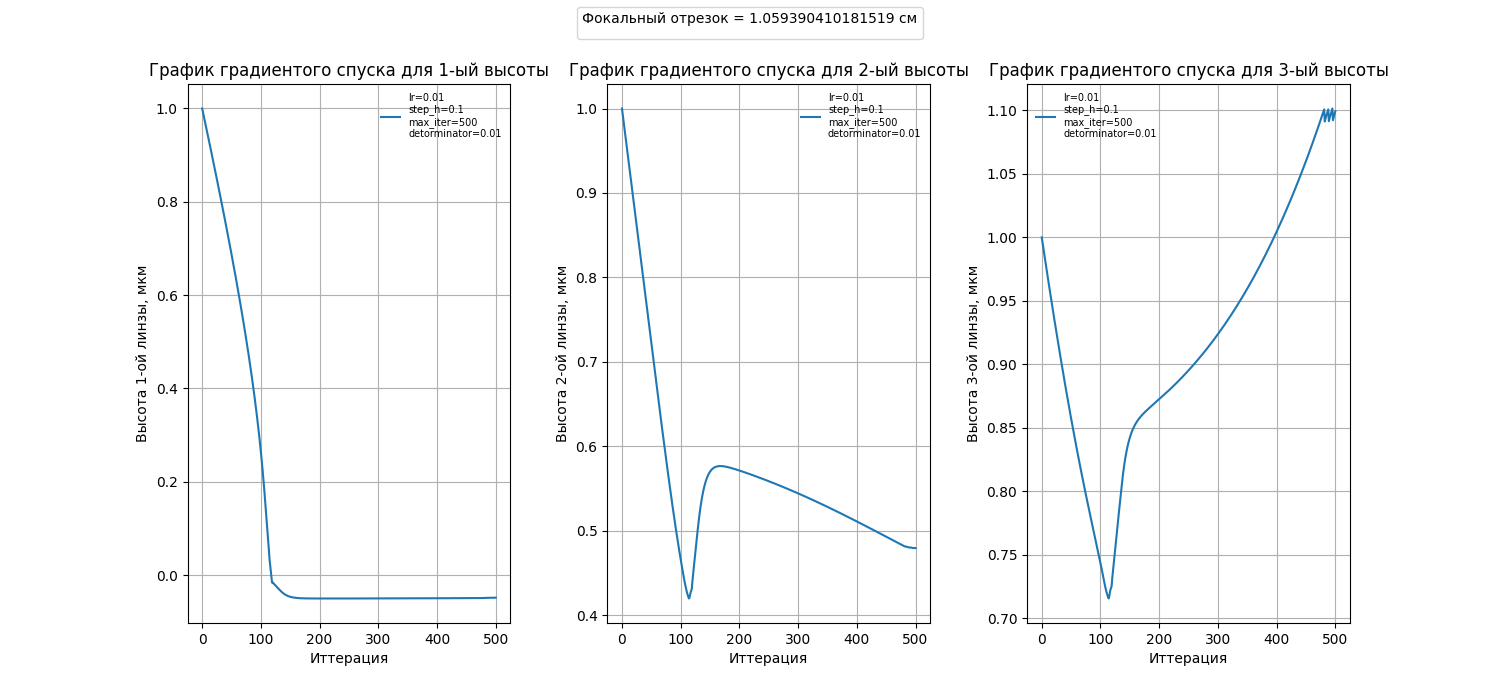 Фокальный отрезок = 1.059390410181519 см
График градиентого спуска для 1-ый высоты
Высота 1-ой линзы, мкм
1.0
0.8
0.6
0.4
0.2
0.0
lr=0.01
step_h=0.1
max_iter=500
detorminator=0.01
0 100 200 300 400 500
Иттерация
График градиентого спуска для 2-ый высоты
Высота 2-ой линзы, мкм
1.0
0.9
0.8
0.7
0.6
0.5
0.4
lr=0.01
step_h=0.1
max_iter=500
detorminator=0.01
0 100 200 300 400 500
Иттерация
График градиентого спуска для 3-ый высоты
Высота 3-ой линзы, мкм
1.10
1.05
1.00
0.95
0.90
0.85
0.80
0.75
0.70
lr=0.01
step_h=0.1
max_iter=500
detorminator=0.01
0 100 200 300 400 500
Иттерация